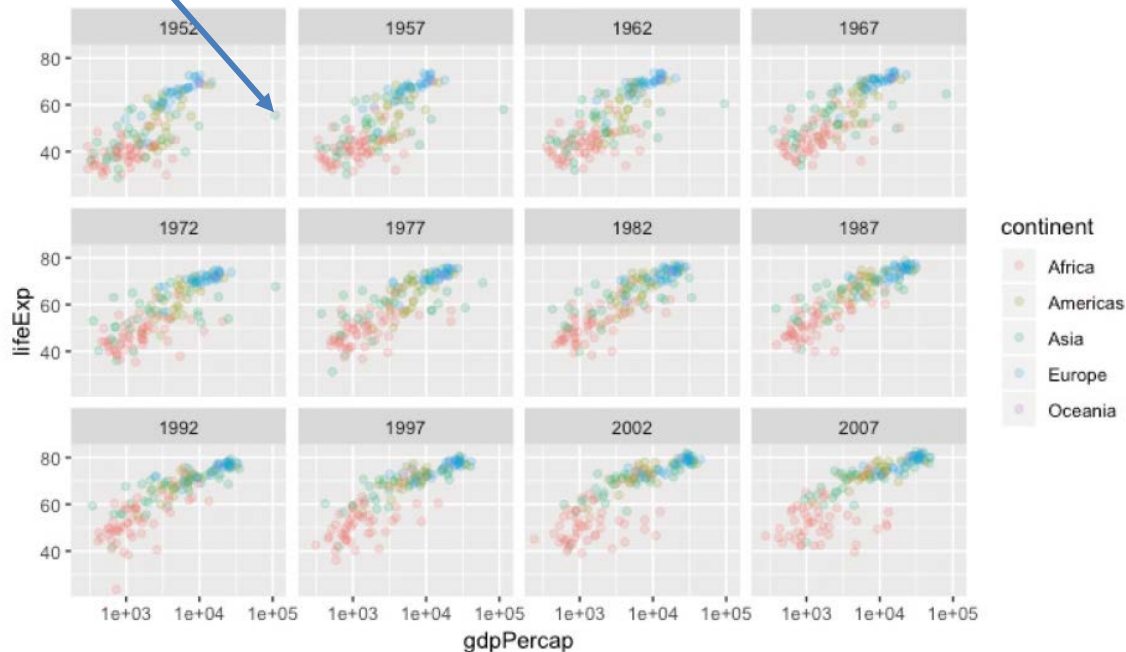 1952 1957 1962 1967
80
60
40
1972 1977 1982 1987
80
60
40
1992 1997 2002 2007
80
60
40
1e+03 1e+04 1e+05 1e+03 1e+04 1e+05 1e+03 1e+04 1e+05 1e+03 1e+04 1e+05
gdpPercap
lifeExp
continent
Africa
Americas
Asia
Europe
Oceania